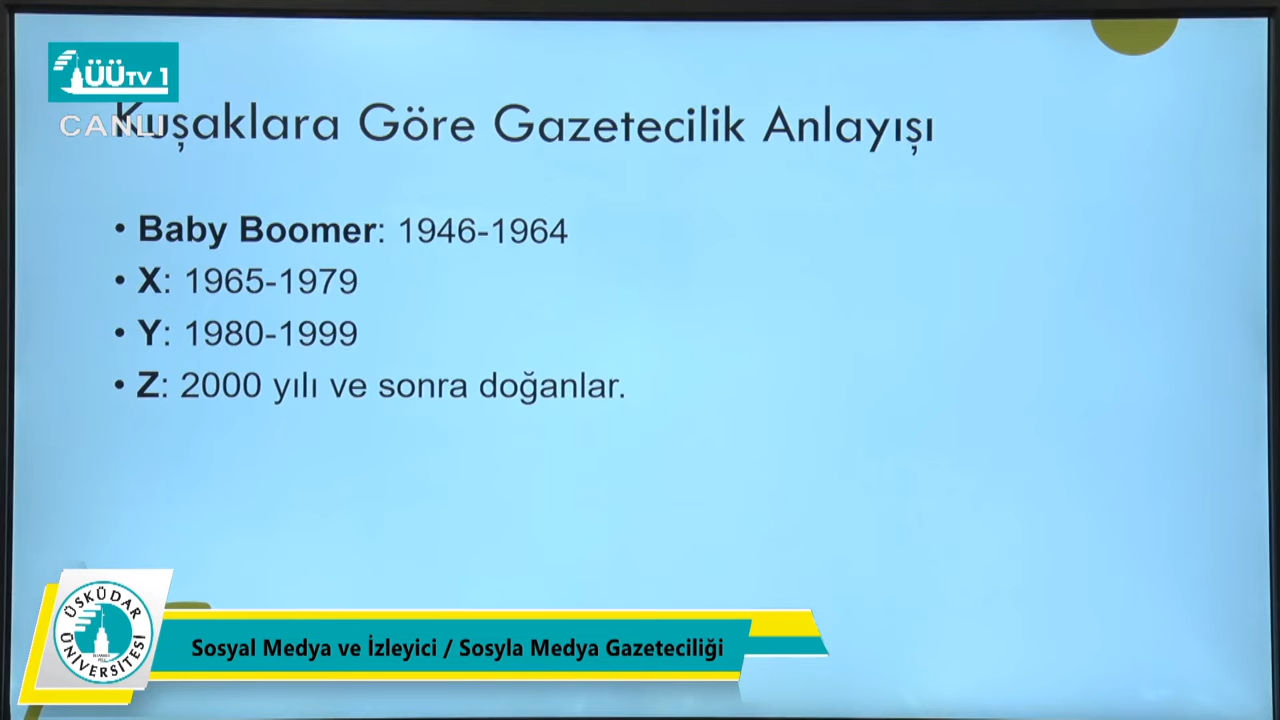 ÜÜTV 1
CANLI
Kuşaklara Göre Gazetecilik Anlayışı
• Baby Boomer: 1946-1964
• X: 1965-1979
• Y: 1980-1999
• Z: 2000 yılı ve sonra doğanlar.
ÜSKÜDAR ÜNİVERSİTESİ
Sosyal Medya ve İzleyici / Sosyla Medya Gazeteciliği